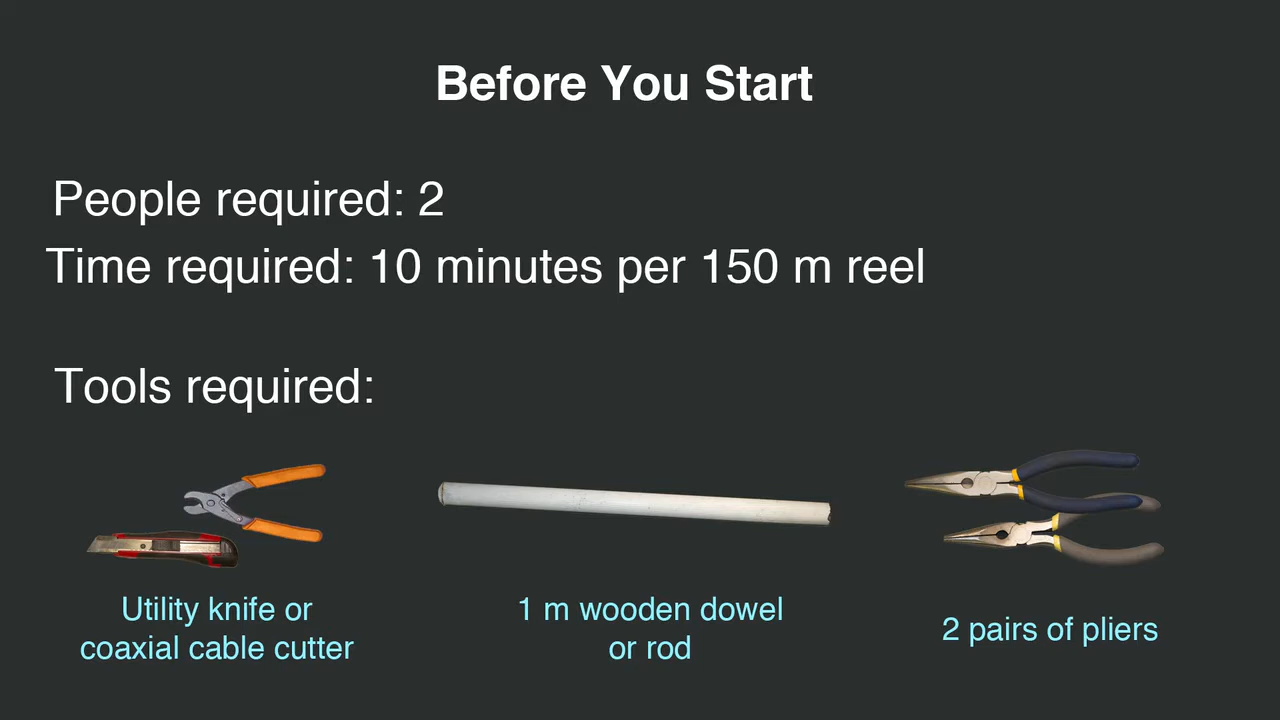 Before You Start
People required: 2
Time required: 10 minutes per 150 m reel
Tools required:
Utility knife or
coaxial cable cutter
1 m wooden dowel
or rod
2 pairs of pliers